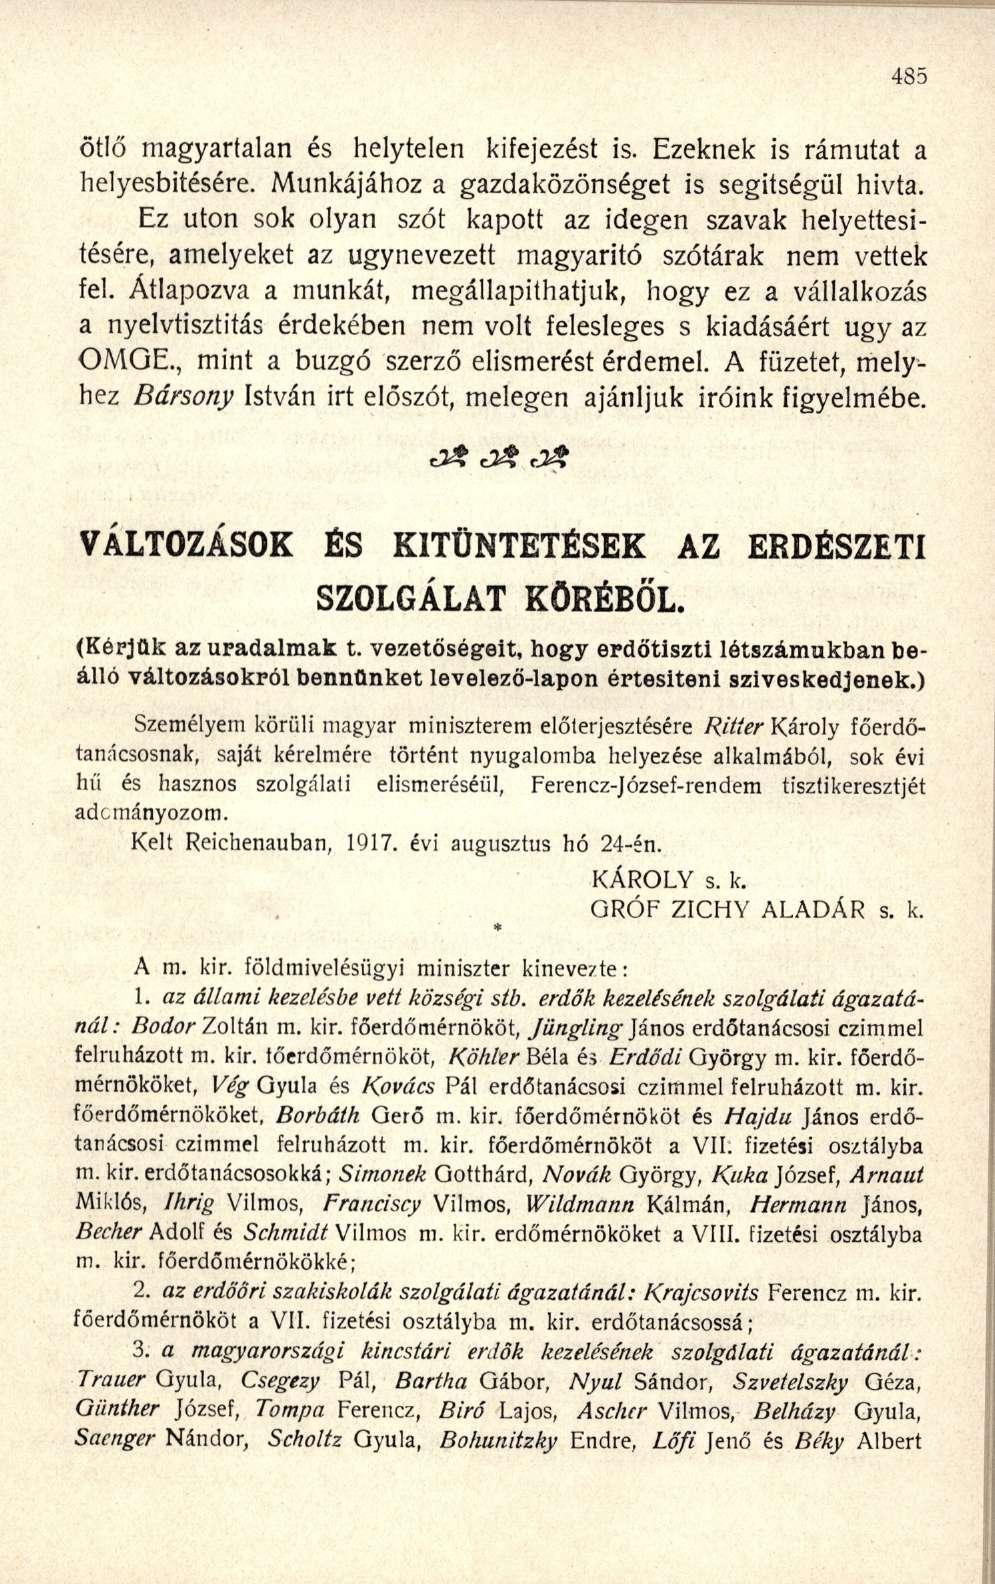 485
ötlő magyartalan és helytelen kifejezést is. Ezeknek is rámutat a
helyesbitésére. Munkájához a gazdaközönséget is segitségül hivta.
Ez uton sok olyan szót kapott az idegen szavak helyettesi-
tésére, amelyeket az ugynevezett magyaritó szótárak nem vettek
fel. Átlapozva a munkát, megállapithatjuk, hogy ez a vállalkozás
a nyelvtisztitás érdekében nem volt felesleges s kiadásáért ugy az
OMGE., mint a buzgó szerző elismerést érdemel. A füzetet, mely-
hez Bársony István irt előszót, melegen ajánljuk iróink figyelmébe.
VÁLTOZÁSOK ÉS KITÜNTETÉSEK AZ ERDÉSZETI
SZOLGÁLAT KÖRÉBŐL.
(Kérjük az uradalmak t. vezetőségeit, hogy erdőtiszti létszámukban be-
álló változásokról bennünket levelező-lapon értesiteni sziveskedjenek.)
Személyem körüli magyar miniszterem előterjesztésére Ritter Károly főerdő-
tanácsosnak, saját kérelmére történt nyugalomba helyezése alkalmából, sok évi
hű és hasznos szolgálati elismeréséül, Ferencz-József-rendem tisztikeresztjét
adományozom.
Kelt Reichenauban, 1917. évi augusztus hó 24-én.
KÁROLY s. k.
GRÓF ZICHY ALADÁR s. k.
*
A m. kir. földmivelésügyi miniszter kinevezte:
1. az állami kezelésbe vett községi stb. erdők kezelésének szolgálati ágazatá-
nál: Bodor Zoltán m. kir. főerdőmérnököt, Jüngling János erdőtanácsosi czimmel
felruházott m. kir. főerdőmérnököt, Köhler Béla és Erdődi György m. kir. főerdő-
mérnököket, Vég Gyula és Kovács Pál erdőtanácsosi czimmel felruházott m. kir.
főerdőmérnököket, Borbáth Gerő m. kir. főerdőmérnököt és Hajdu János erdő-
tanácsosi czimmel felruházott m. kir. főerdőmérnököt a VII. fizetési osztályba
m. kir. erdőtanácsosokká; Simonek Gotthárd, Novák György, Kuka József, Arnaut
Miklós, Ihrig Vilmos, Franciscy Vilmos, Wildmann Kálmán, Hermann János,
Becher Adolf és Schmidt Vilmos m. kir. erdőmérnököket a VIII. fizetési osztályba
m. kir. főerdőmérnökökké;
2. az erdőőri szakiskolák szolgálati ágazatánál: Krajcsovits Ferencz m. kir.
főerdőmérnököt a VII. fizetési osztályba m. kir. erdőtanácsossá;
3. a magyarországi kincstári erdők kezelésének szolgálati ágazatánál:
Trauer Gyula, Csegezy Pál, Bartha Gábor, Nyul Sándor, Szvetelszky Géza,
Günther József, Tompa Ferencz, Biró Lajos, Ascher Vilmos, Belházy Gyula,
Saenger Nándor, Scholtz Gyula, Bohunitzky Endre, Lőfi Jenő és Béky Albert